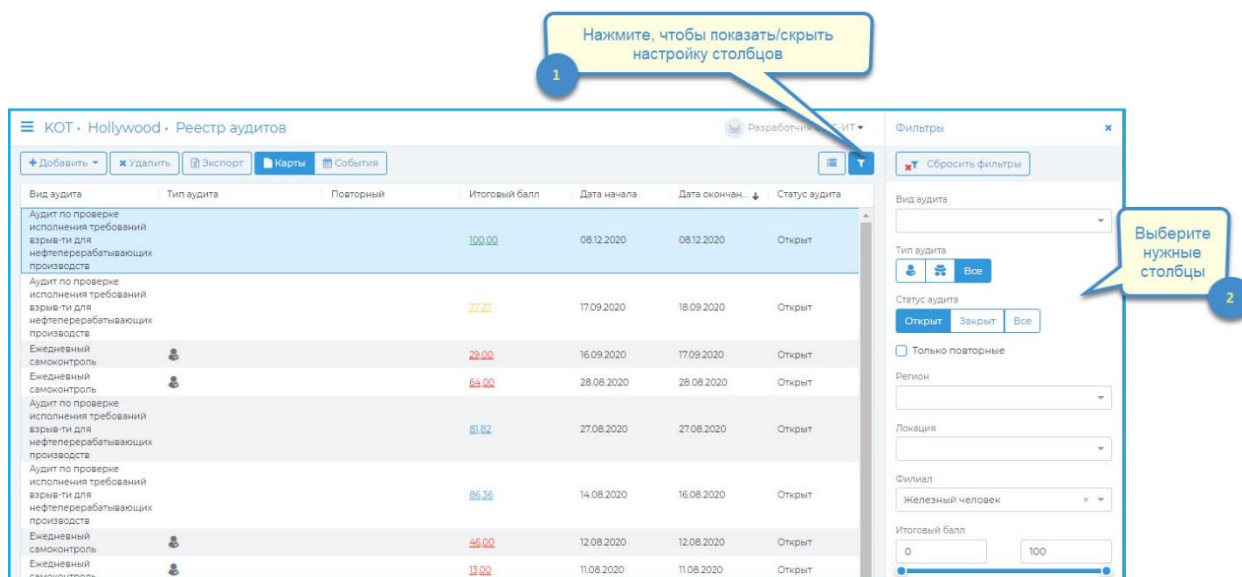 Нажмите, чтобы показать/скрыть
настройку столбцов
1
КОТ · Hollywood · Реестр аудитов
Разработчик
С-ИТ
Фильтры
Добавить
Удалить
Экспорт
Карты
События
Сбросить фильтры
Вид аудита
Тип аудита
Повторный
Итоговый балл
Дата начала
Дата окончан...
Статус аудита
Аудит по проверке
исполнения требований
взрыв-ти для
нефтеперерабатывающих
производств
100,00
08.12.2020
08.12.2020
Открыт
Аудит по проверке
исполнения требований
взрыв-ти для
нефтеперерабатывающих
производств
77,27
17.09.2020
18.09.2020
Открыт
Ежедневный
самоконтроль
29,00
16.09.2020
17.09.2020
Открыт
Ежедневный
самоконтроль
64,00
28.08.2020
28.08.2020
Открыт
Аудит по проверке
исполнения требований
взрыв-ти для
нефтеперерабатывающих
производств
81,82
27.08.2020
27.08.2020
Открыт
Аудит по проверке
исполнения требований
взрыв-ти для
нефтеперерабатывающих
производств
86,36
14.08.2020
16.08.2020
Открыт
Ежедневный
самоконтроль
46,00
12.08.2020
12.08.2020
Открыт
Ежедневный
самоконтроль
13,00
11.08.2020
11.08.2020
Открыт
Вид аудита
Тип аудита
Все
Статус аудита
Открыт
Закрыт
Все
Только повторные
Регион
Локация
Филиал
Железный человек
Итоговый балл
0
100
Выберите
нужные
столбцы
2